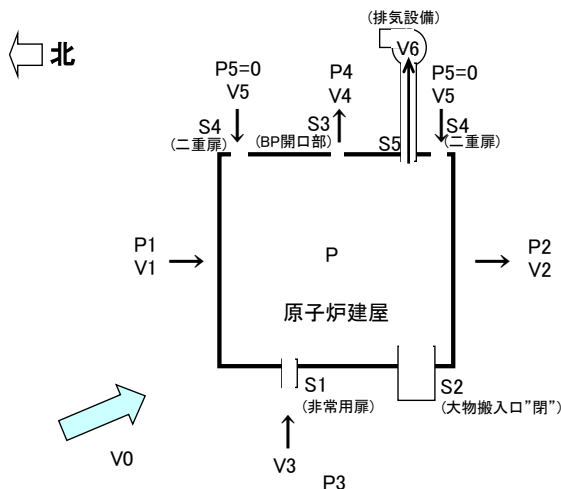 (排気設備)
北
V6
P5=0
V5
P4
V4
P5=0
V5
S4
(二重扉)
S3
(BP開口部)
S5
S4
(二重扉)
P1
V1
P
P2
V2
原子炉建屋
S1
(非常用扉)
S2
(大物搬入口”閉”)
V0
V3
P3